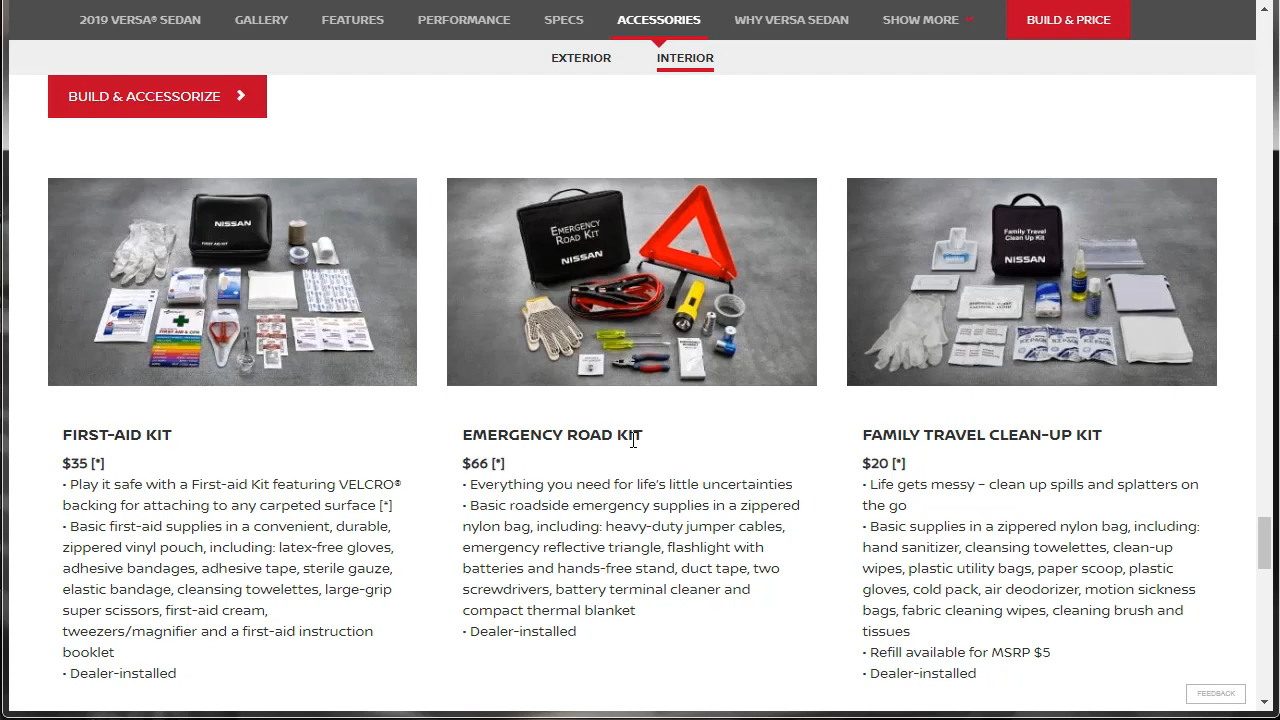 2019 VERSA® SEDAN GALLERY FEATURES PERFORMANCE SPECS ACCESSORIES WHY VERSA SEDAN SHOW MORE BUILD & PRICE
EXTERIOR INTERIOR
BUILD & ACCESSORIZE
NISSAN
FIRST AID KIT
FIRST AID & CPR
EMERGENCY
ROAD KIT
NISSAN
Family Travel
Clean Up Kit
NISSAN
FIRST-AID KIT
$35 [*]
• Play it safe with a First-aid Kit featuring VELCRO®
backing for attaching to any carpeted surface [*]
• Basic first-aid supplies in a convenient, durable,
zippered vinyl pouch, including: latex-free gloves,
adhesive bandages, adhesive tape, sterile gauze,
elastic bandage, cleansing towelettes, large-grip
super scissors, first-aid cream,
tweezers/magnifier and a first-aid instruction
booklet
• Dealer-installed
EMERGENCY ROAD KIT
$66 [*]
• Everything you need for life's little uncertainties
• Basic roadside emergency supplies in a zippered
nylon bag, including: heavy-duty jumper cables,
emergency reflective triangle, flashlight with
batteries and hands-free stand, duct tape, two
screwdrivers, battery terminal cleaner and
compact thermal blanket
• Dealer-installed
FAMILY TRAVEL CLEAN-UP KIT
$20 [*]
• Life gets messy – clean up spills and splatters on
the go
• Basic supplies in a zippered nylon bag, including:
hand sanitizer, cleansing towelettes, clean-up
wipes, plastic utility bags, paper scoop, plastic
gloves, cold pack, air deodorizer, motion sickness
bags, fabric cleaning wipes, cleaning brush and
tissues
• Refill available for MSRP $5
• Dealer-installed
FEEDBACK